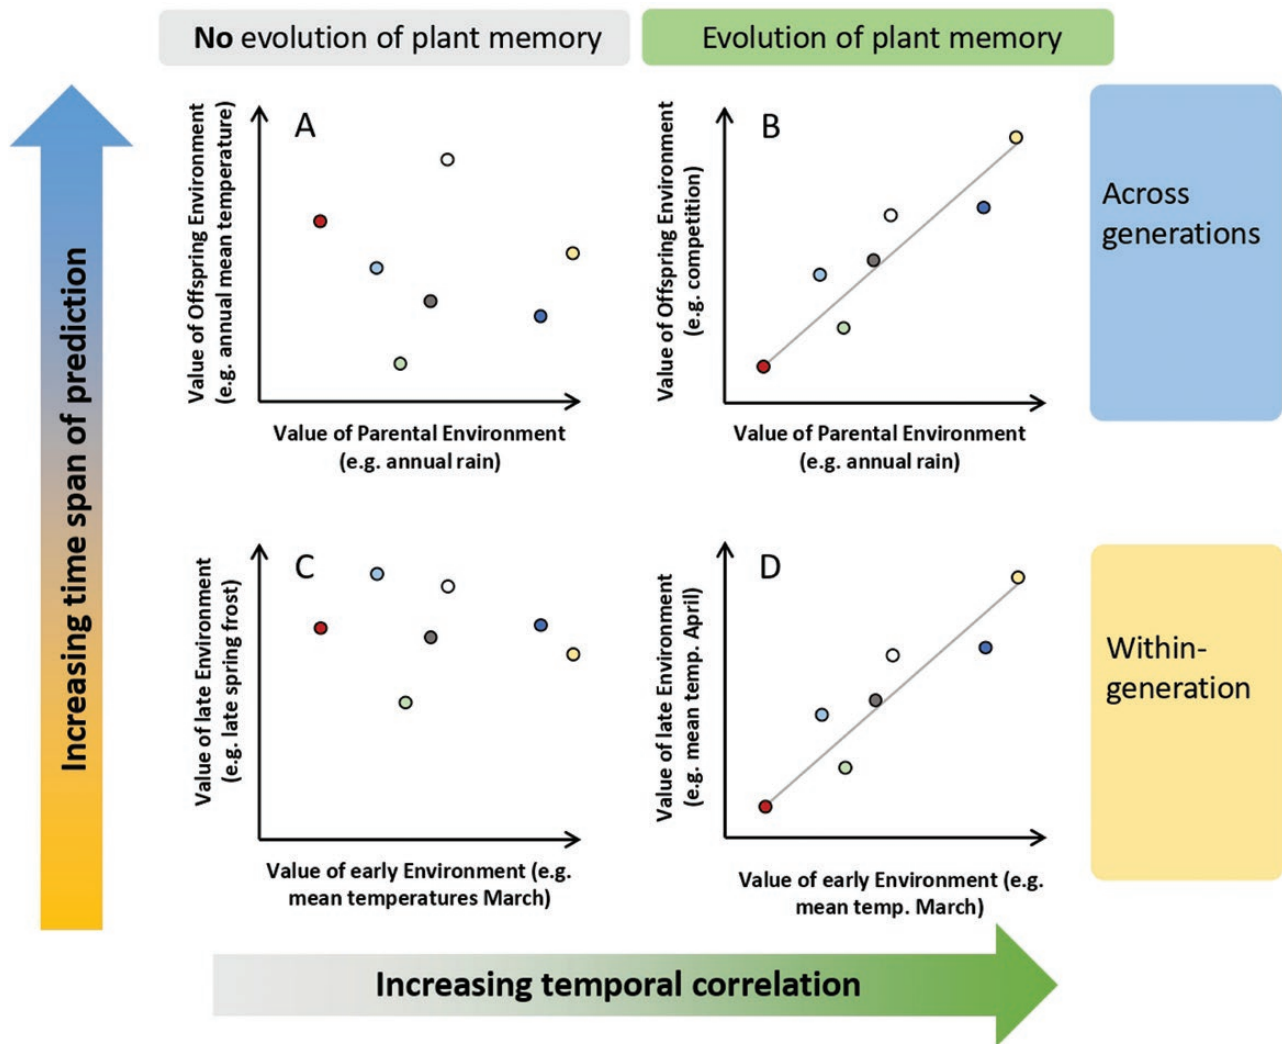 No evolution of plant memory
Evolution of plant memory
Increasing time span of prediction
A
Value of Offspring Environment
(e.g. annual mean temperature)
Value of Parental Environment
(e.g. annual rain)
B
Value of Offspring Environment
(e.g. competition)
Value of Parental Environment
(e.g. annual rain)
Across
generations
C
Value of late Environment
(e.g. late spring frost)
Value of early Environment (e.g.
mean temperatures March)
D
Value of late Environment
(e.g. mean temp. April)
Value of early Environment (e.g.
mean temp. March)
Within-
generation
Increasing temporal correlation